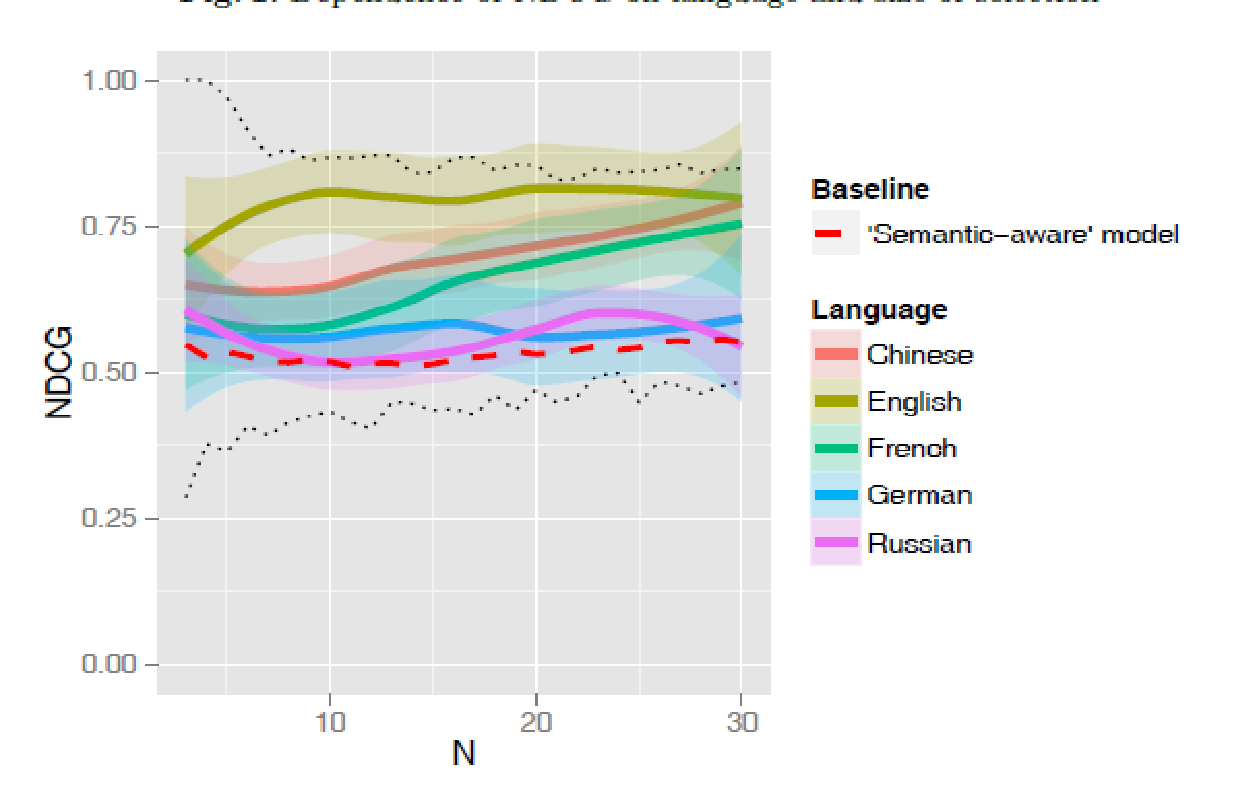 1.00
0.75
0.50
0.25
0.00
NDCG
10 20 30
N
Baseline
'Semantic-aware' model
Language
Chinese
English
French
German
Russian